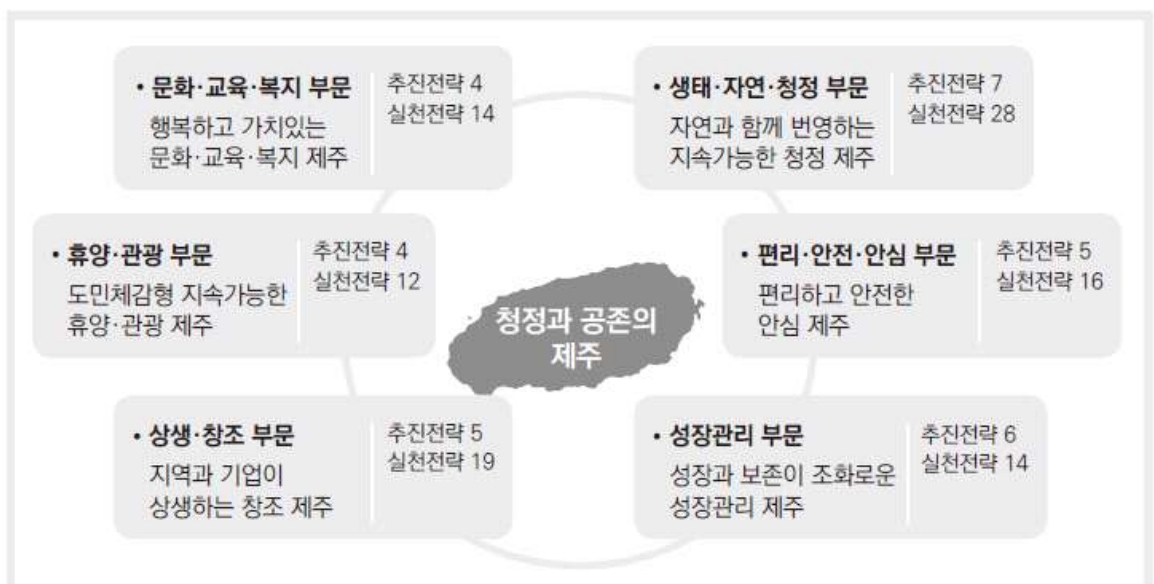 • 문화·교육·복지 부문
행복하고 가치있는
문화·교육·복지 제주
추진전략 4
실천전략 14
• 생태·자연·청정 부문
자연과 함께 번영하는
지속가능한 청정 제주
추진전략 7
실천전략 28
• 휴양·관광 부문
도민체감형 지속가능한
휴양·관광 제주
추진전략 4
실천전략 12
청정과 공존의
제주
• 편리·안전·안심 부문
편리하고 안전한
안심 제주
추진전략 5
실천전략 16
• 상생·창조 부문
지역과 기업이
상생하는 창조 제주
추진전략 5
실천전략 19
• 성장관리 부문
성장과 보존이 조화로운
성장관리 제주
추진전략 6
실천전략 14